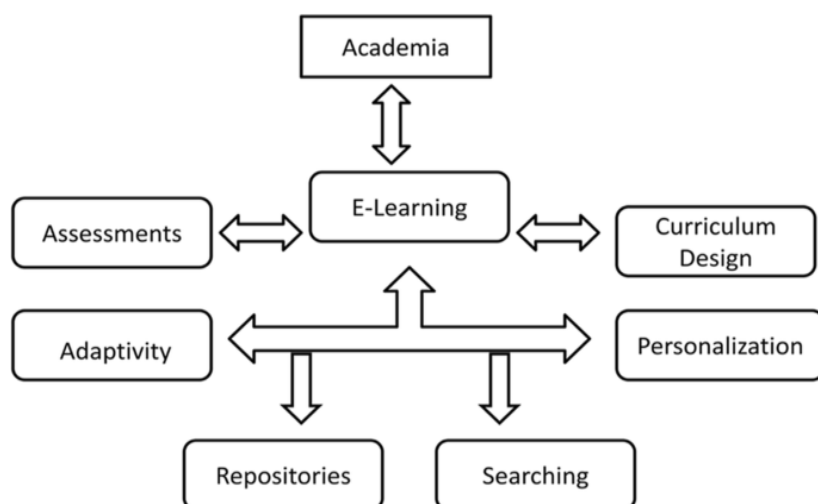 Academia
E-Learning
Assessments
Curriculum
Design
Adaptivity
Personalization
Repositories
Searching